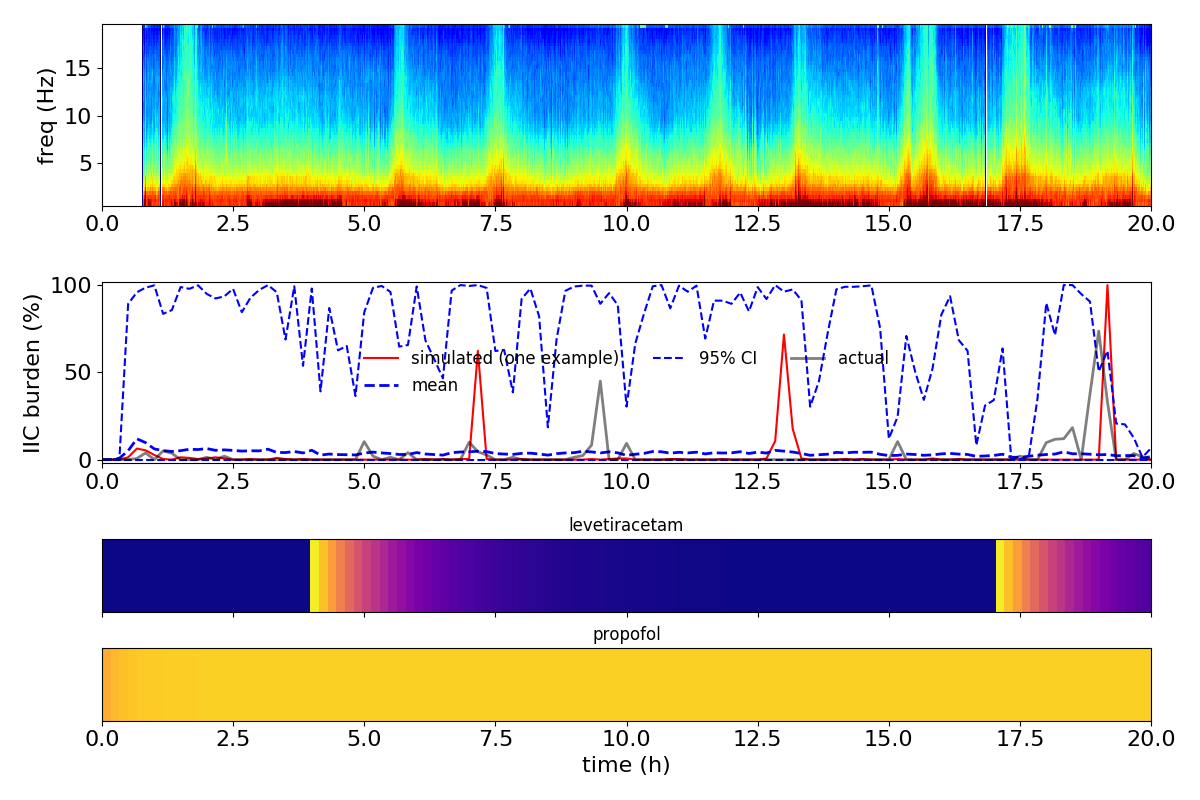 freq (Hz)
15
10
5
0.0 2.5 5.0 7.5 10.0 12.5 15.0 17.5 20.0
IIC burden (%)
100
50
0
simulated (one example) 95% CI actual
mean
0.0 2.5 5.0 7.5 10.0 12.5 15.0 17.5 20.0
levetiracetam
propofol
0.0 2.5 5.0 7.5 10.0 12.5 15.0 17.5 20.0
time (h)